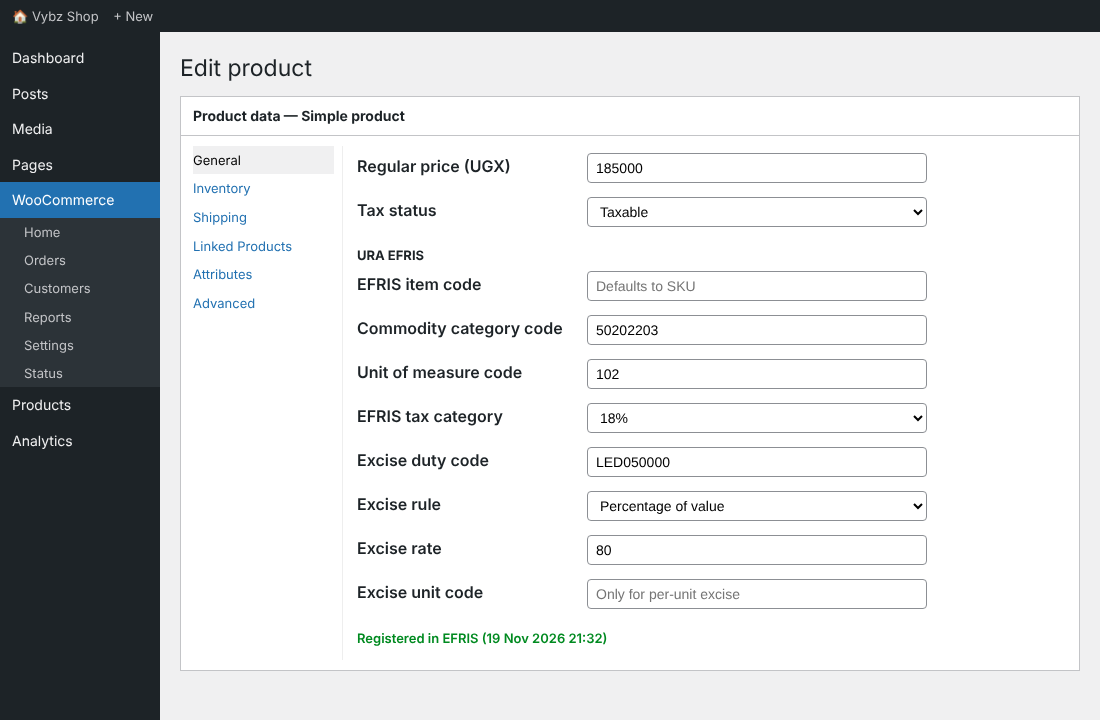 🏠 Vybz Shop + New
Dashboard
Posts
Media
Pages
WooCommerce
Home
Orders
Customers
Reports
Settings
Status
Products
Analytics
Edit product
Product data — Simple product
General
Inventory
Shipping
Linked Products
Attributes
Advanced
Regular price (UGX) 185000
Tax status Taxable
URA EFRIS
EFRIS item code Defaults to SKU
Commodity category code 50202203
Unit of measure code 102
EFRIS tax category 18%
Excise duty code LED050000
Excise rule Percentage of value
Excise rate 80
Excise unit code Only for per-unit excise
Registered in EFRIS (19 Nov 2026 21:32)